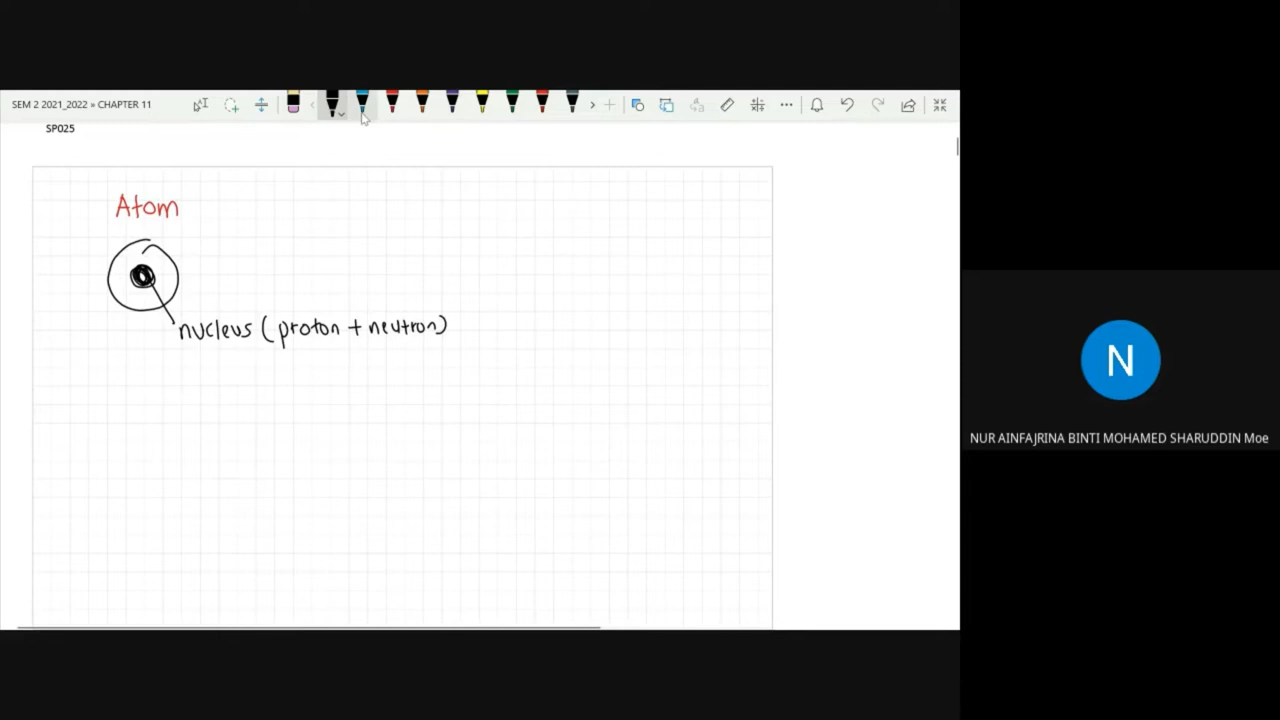 SEM 2 2021_2022 » CHAPTER 11
SP025
Atom
nucleus (proton + neutron)
N
NUR AINFAJRINA BINTI MOHAMED SHARUDDIN Moe